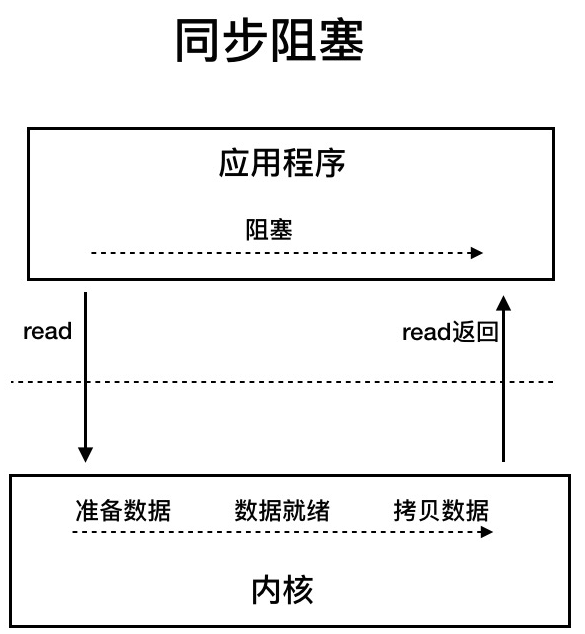 同步阻塞
应用程序
阻塞
read
read返回
准备数据 数据就绪 拷贝数据
内核